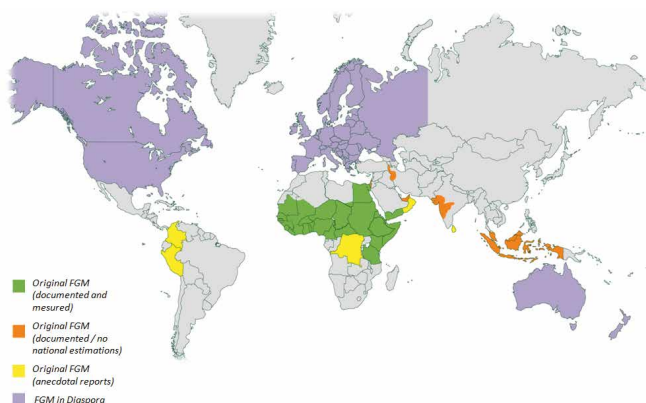 Original FGM
(documented and
mesured)
Original FGM
(documented / no
national estimations)
Original FGM
(anecdotal reports)
FGM in Diaspora